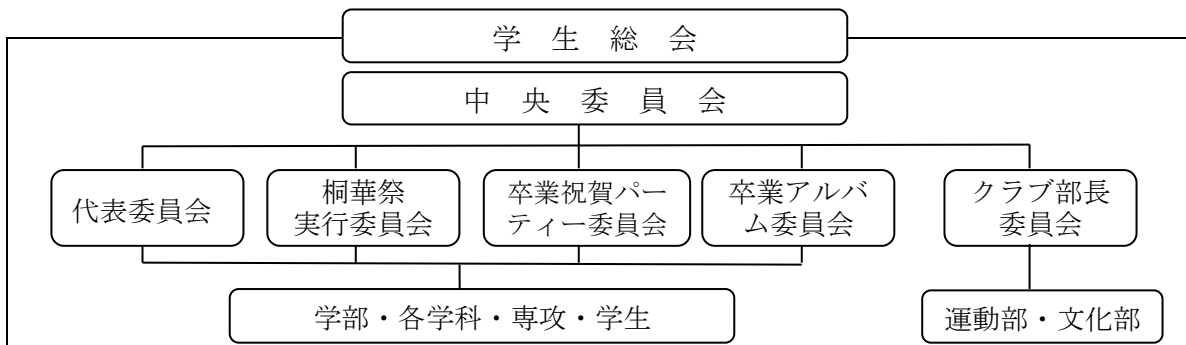 学 生 総 会
中 央 委 員 会
代表委員会
桐華祭
実行委員会
卒業祝賀パー
ティー委員会
卒業アルバ
ム委員会
クラブ部長
委員会
学部・各学科・専攻・学生
運動部・文化部